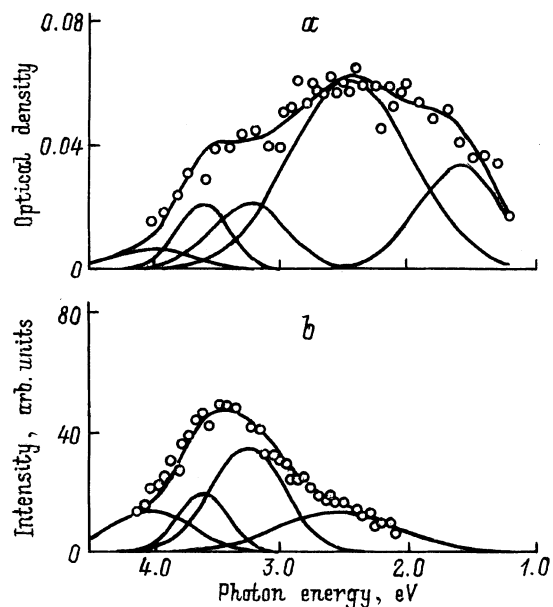 a
0.08
0.04
0
Optical density
b
80
40
0
Intensity, arb. units
4.0 3.0 2.0 1.0
Photon energy, eV